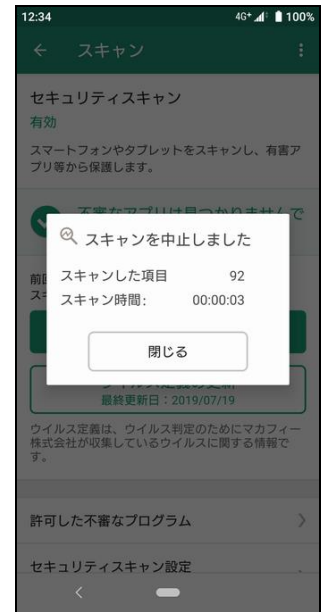 12:34 4G+ 100%
スキャン
セキュリティスキャン
有効
スマートフォンやタブレットをスキャンし、有害ア
プリ等から保護します。
不審なアプリは見つかりませんで
スキャンを中止しました
前回
スキャンした項目 92
スキャン時間: 00:00:03
閉じる
ウイルス定義の更新
最終更新日：2019/07/19
ウイルス定義は、ウイルス判定のためにマカフィー
株式会社が収集しているウイルスに関する情報で
す。
許可した不審なプログラム
セキュリティスキャン設定